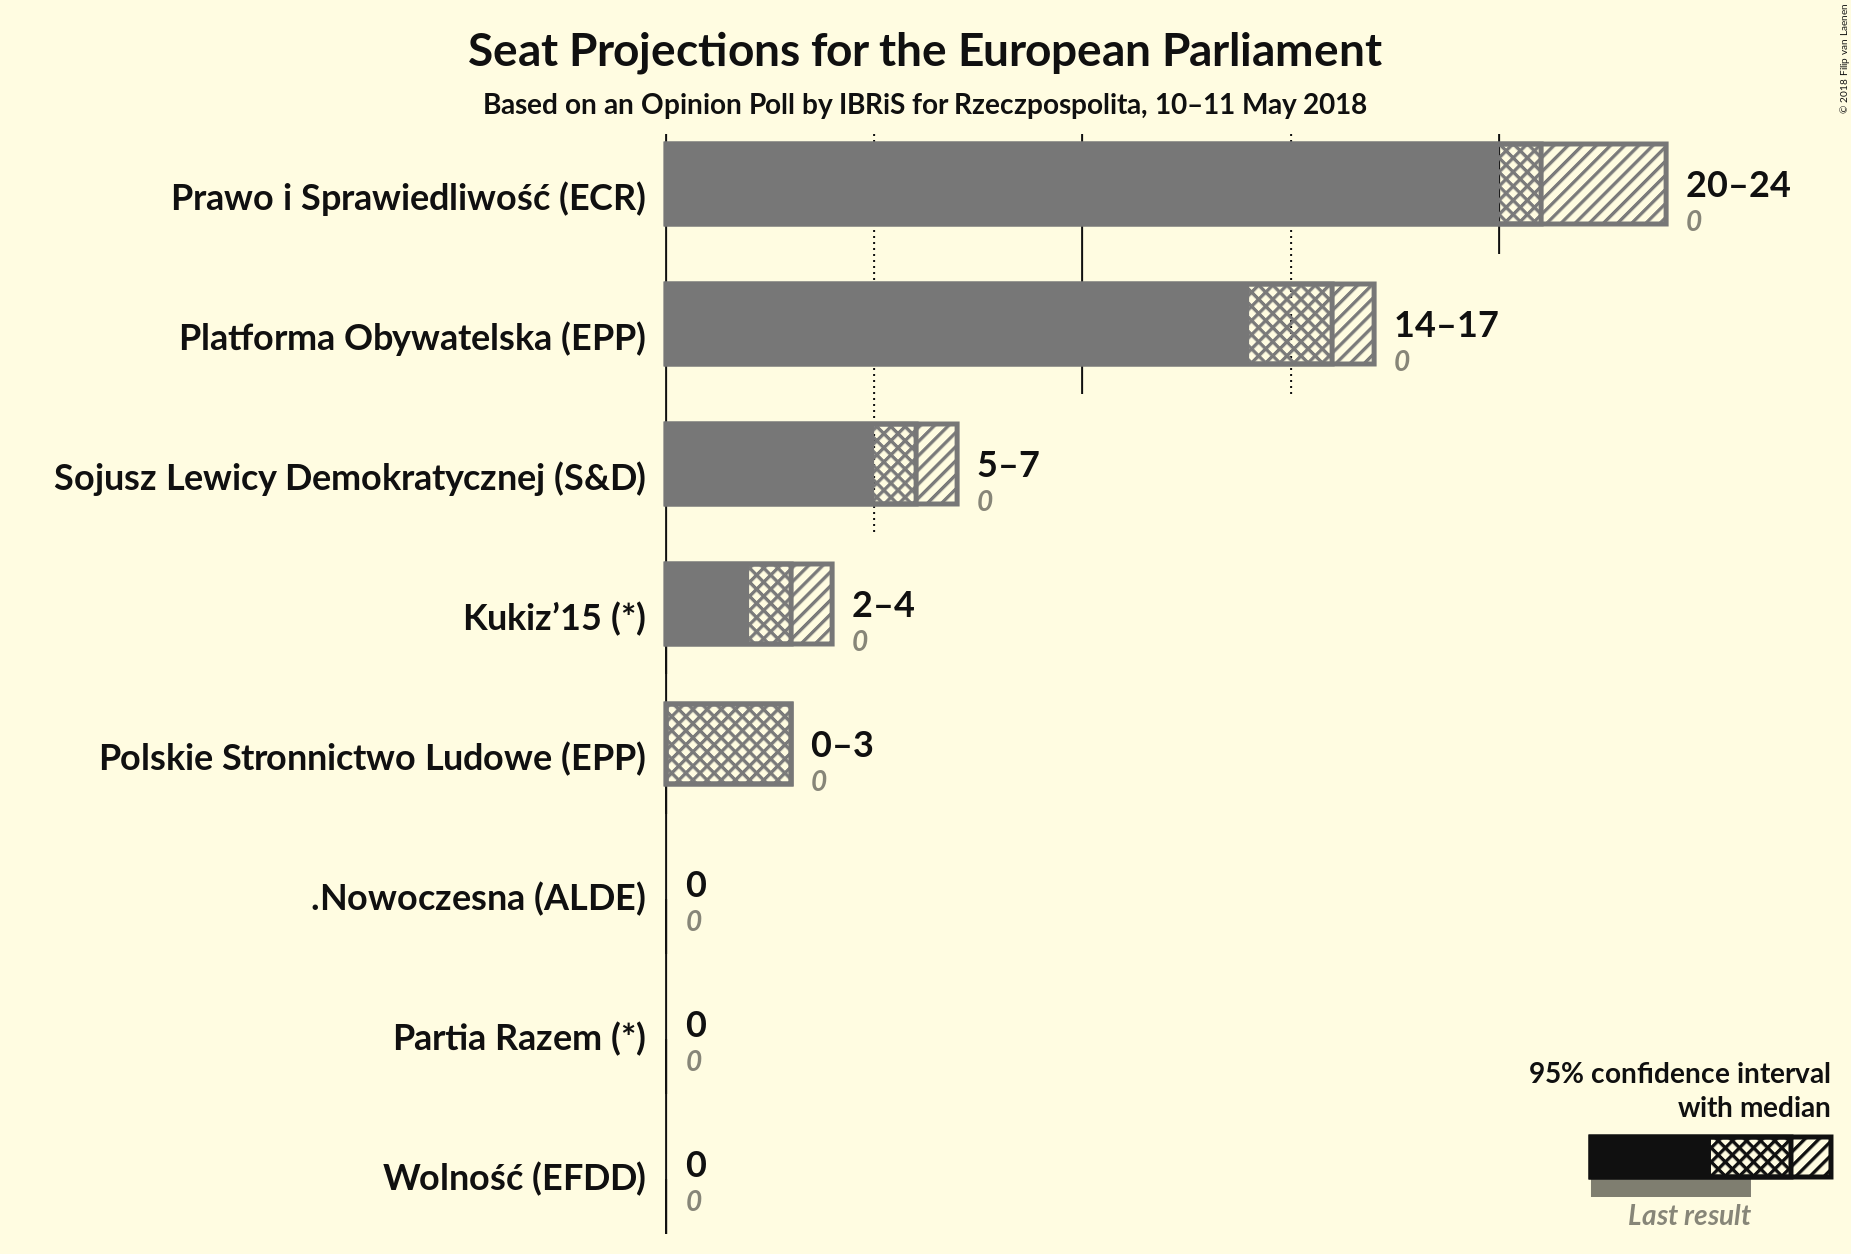 Seat Projections for the European Parliament
Based on an Opinion Poll by IBRiS for Rzeczpospolita, 10–11 May 2018
© 2018 Filip van Laenen
Prawo i Sprawiedliwość (ECR)
20–24
0
Platforma Obywatelska (EPP)
14–17
0
Sojusz Lewicy Demokratycznej (S&D)
5–7
0
Kukiz’15 (*)
2–4
0
Polskie Stronnictwo Ludowe (EPP)
0–3
0
.Nowoczesna (ALDE)
0
0
Partia Razem (*)
0
0
Wolność (EFDD)
0
0
95% confidence interval
with median
Last result